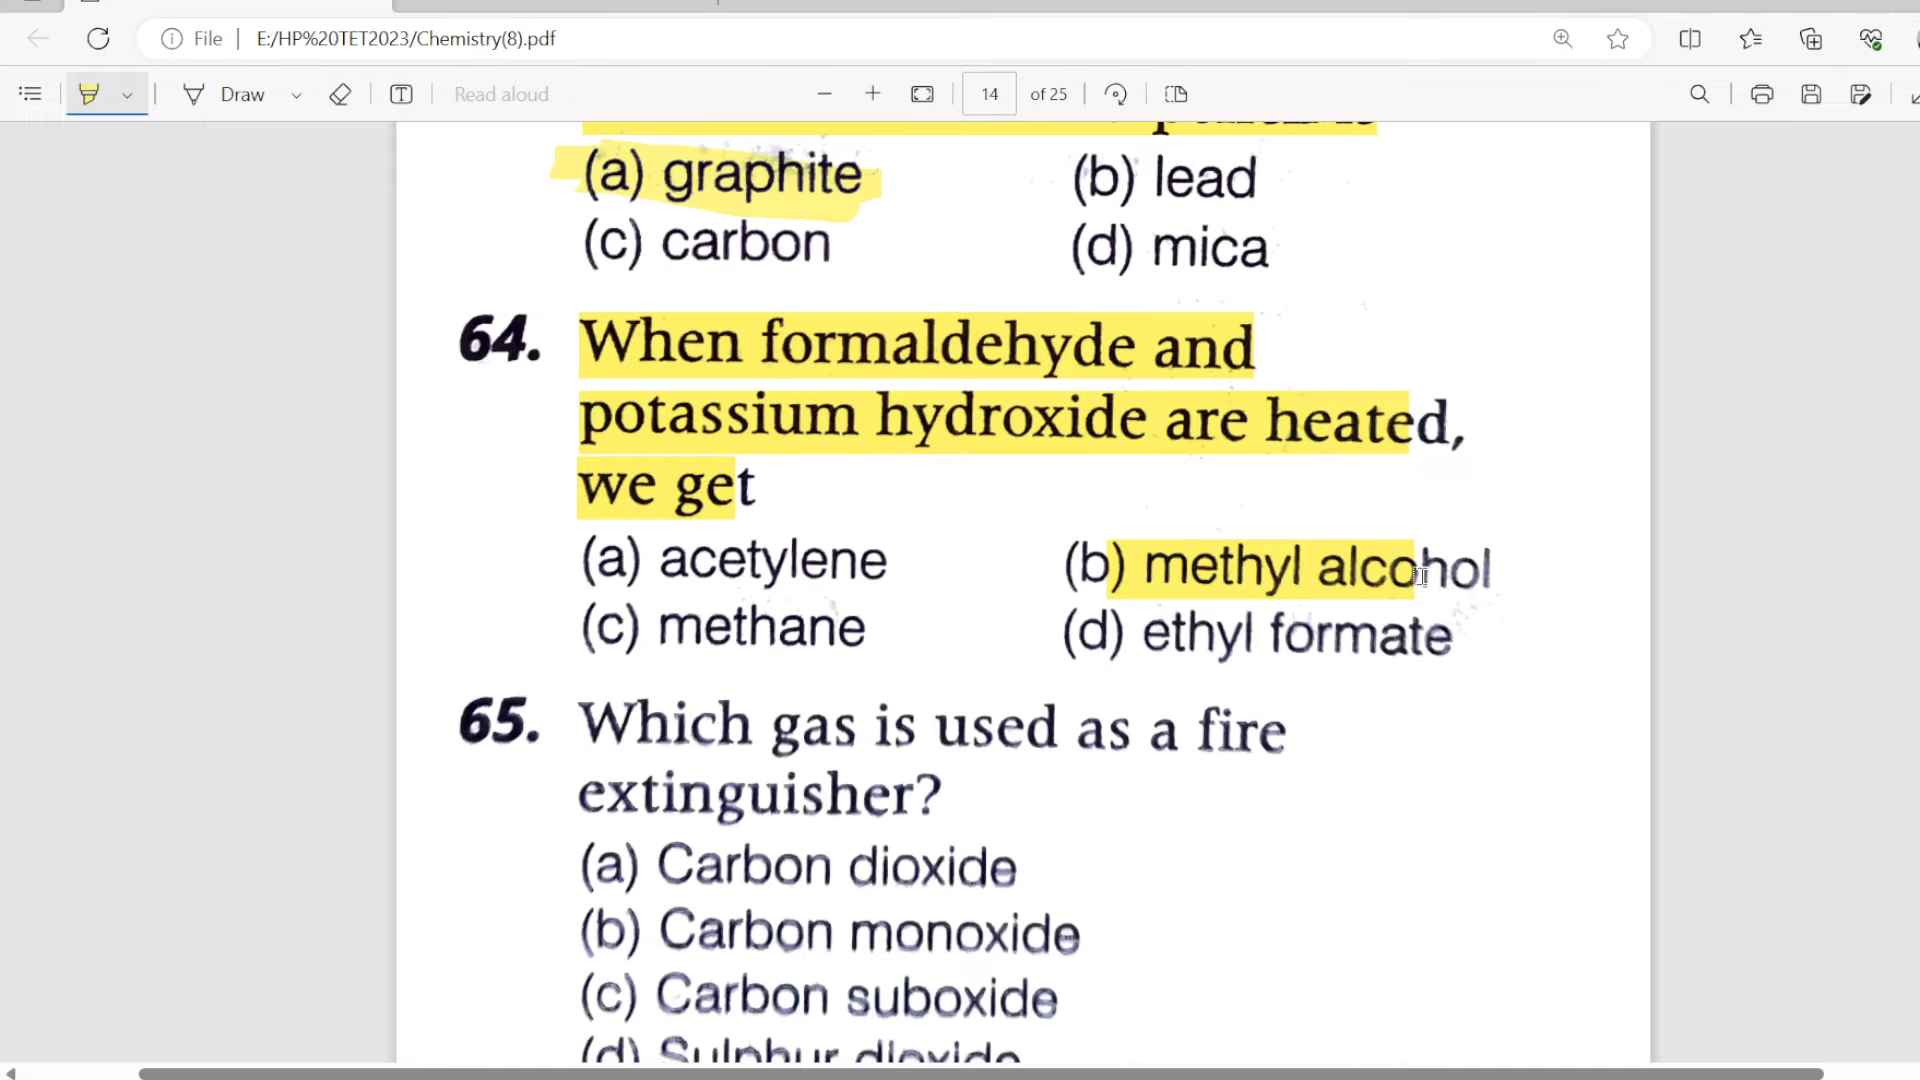 File
E:/HP%20TET2023/Chemistry(8).pdf
Draw
Read aloud
14
of 25
(a) graphite
(b) lead
(c) carbon
(d) mica
64. When formaldehyde and
potassium hydroxide are heated,
we get
(a) acetylene
(b) methyl alcohol
(c) methane
(d) ethyl formate
65. Which gas is used as a fire
extinguisher?
(a) Carbon dioxide
(b) Carbon monoxide
(c) Carbon suboxide
(d) Sulphur dioxide